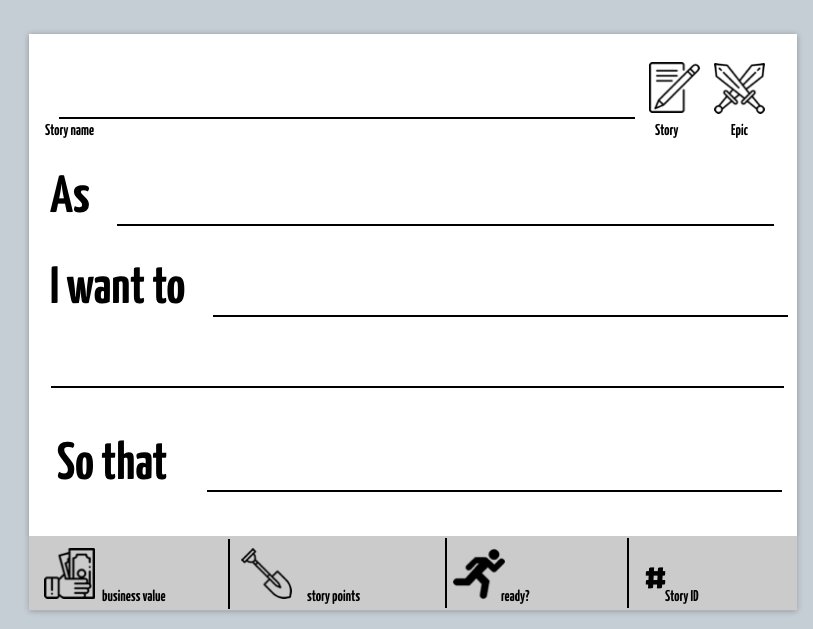 Story name
Story Epic
As
I want to
So that
business value story points ready? # Story ID